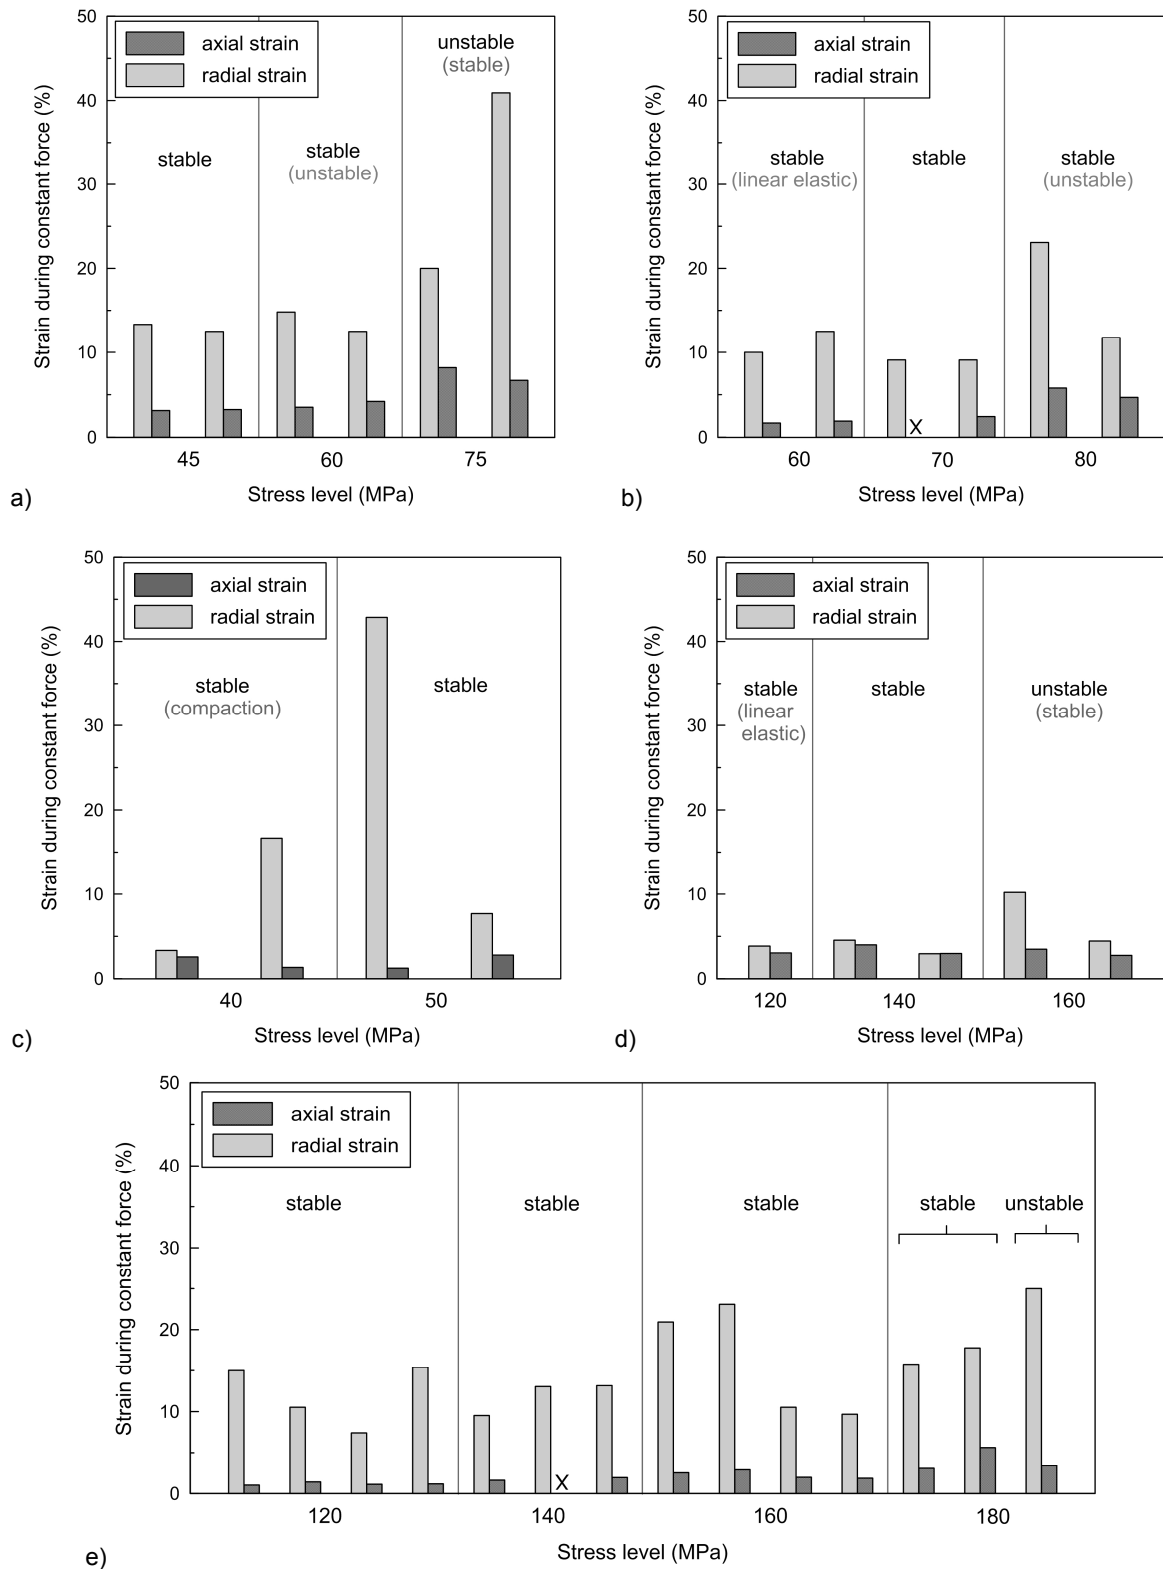 50
40
30
20
10
0
Strain during constant force (%)
axial strain
radial strain
stable
stable
(unstable)
unstable
(stable)
45
60
75
Stress level (MPa)
a)
50
40
30
20
10
0
Strain during constant force (%)
axial strain
radial strain
stable
(linear elastic)
stable
stable
(unstable)
X
60
70
80
Stress level (MPa)
b)
50
40
30
20
10
0
Strain during constant force (%)
axial strain
radial strain
stable
(compaction)
stable
40
50
Stress level (MPa)
c)
50
40
30
20
10
0
Strain during constant force (%)
axial strain
radial strain
stable
(linear
elastic)
stable
unstable
(stable)
120
140
160
Stress level (MPa)
d)
50
40
30
20
10
0
Strain during constant force (%)
axial strain
radial strain
stable
stable
stable
stable
unstable
X
120
140
160
180
Stress level (MPa)
e)